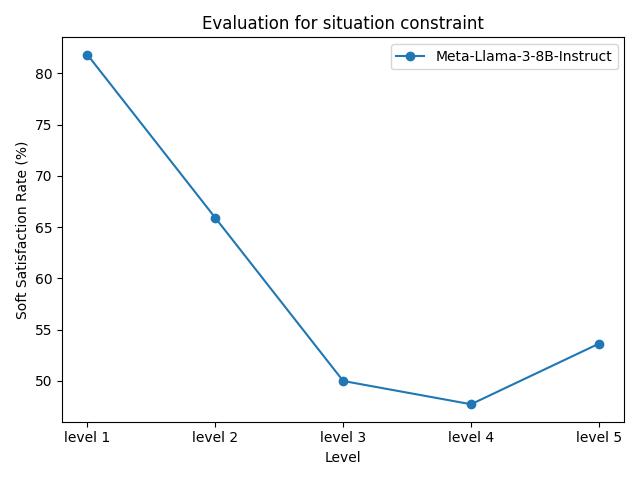 Evaluation for situation constraint
Meta-Llama-3-8B-Instruct
Soft Satisfaction Rate (%)
80
75
70
65
60
55
50
level 1 level 2 level 3 level 4 level 5
Level